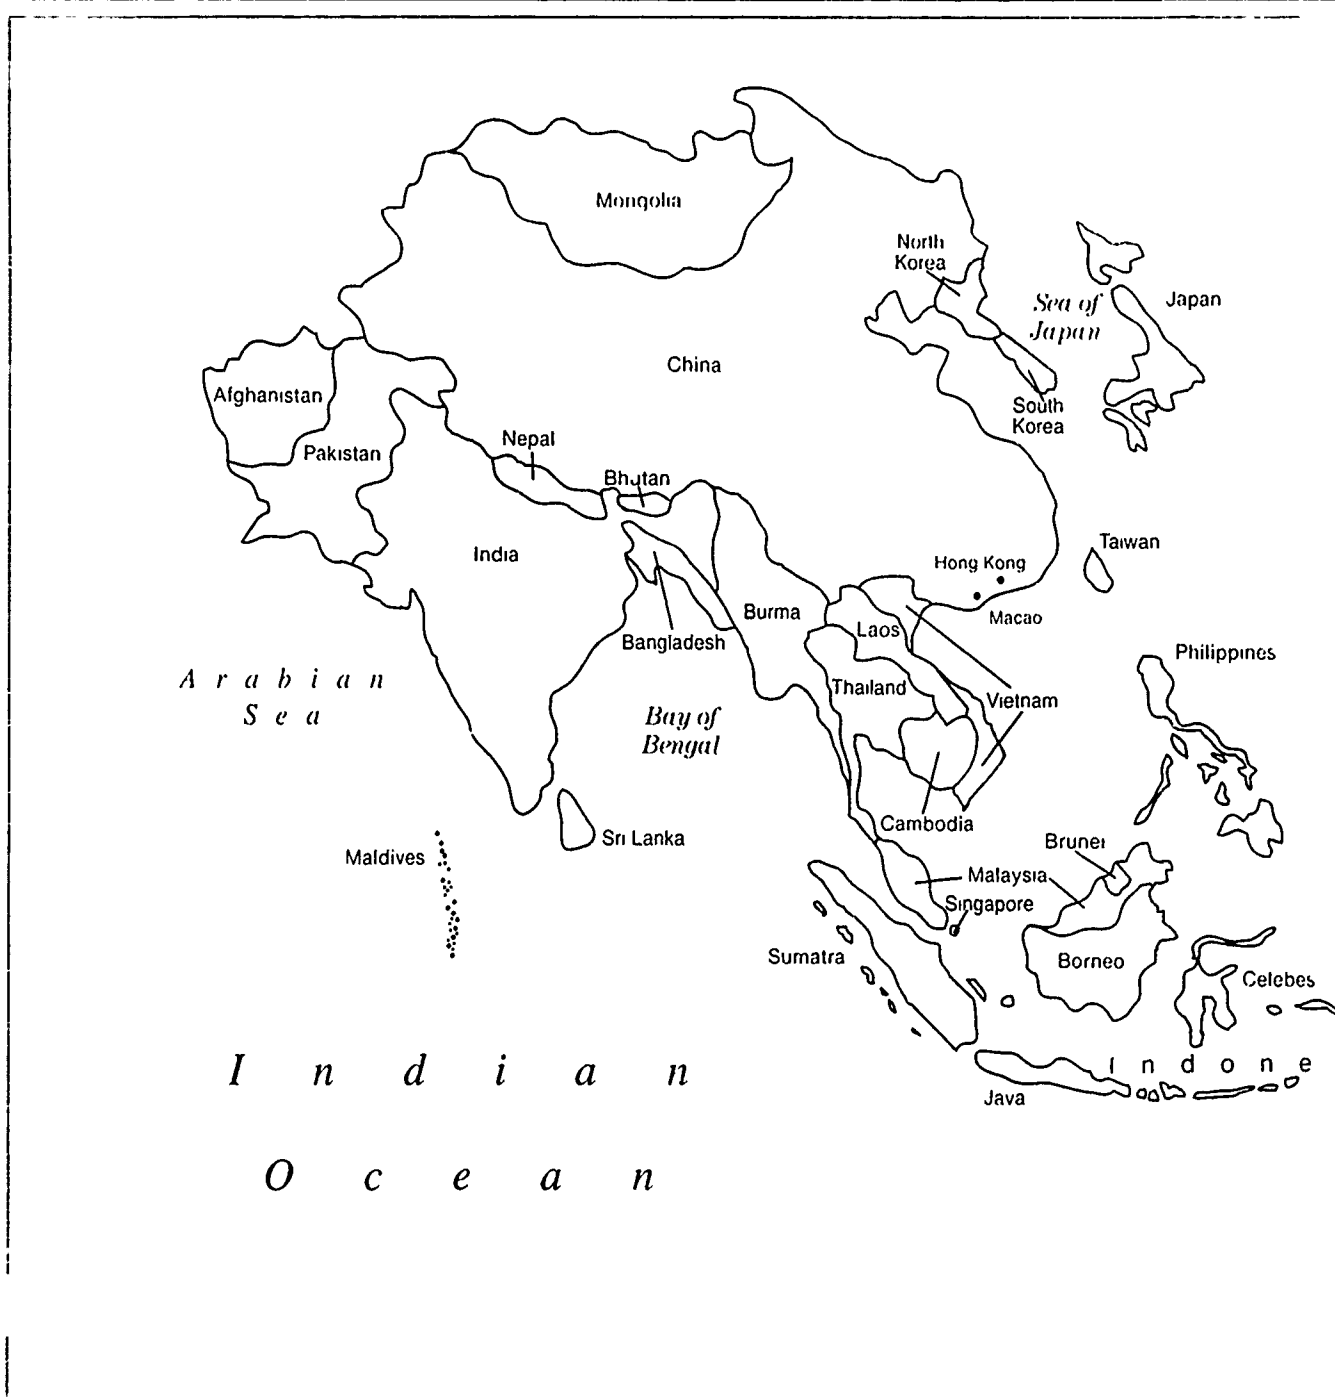 Mongolia
North
Korea
Sea of
Japan
Japan
China
Afghanistan
South
Korea
Pakistan
Nepal
Bhutan
India
Taiwan
Hong Kong
Macao
Burma
Laos
Bangladesh
Philippines
Arabian
Sea
Thailand
Vietnam
Bay of
Bengal
Cambodia
Sri Lanka
Brunei
Maldives
Malaysia
Singapore
Sumatra
Borneo
Celebes
Indian
Indone
Java
Ocean